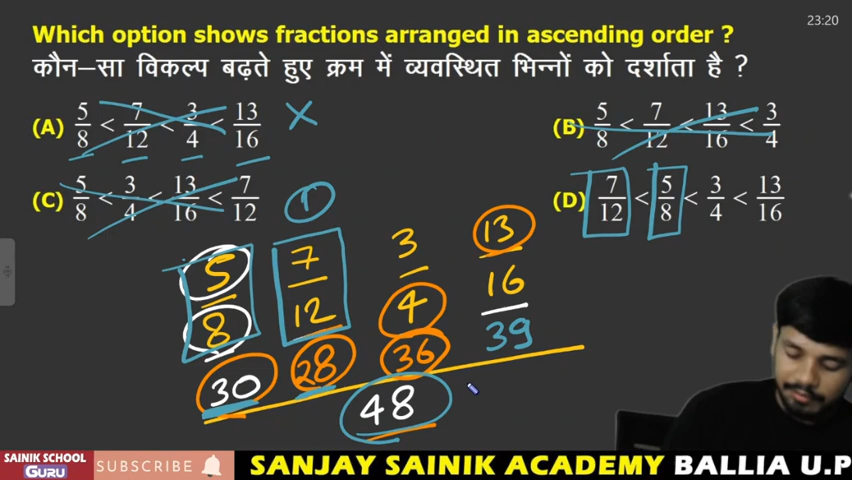 23:20
Which option shows fractions arranged in ascending order ?
कौन-सा विकल्प बढ़ते हुए क्रम में व्यवस्थित भिन्नों को दर्शाता है ?
(A) 5/8 < 7/12 < 3/4 < 13/16
(B) 5/8 < 7/12 < 13/16 < 3/4
(C) 5/8 < 3/4 < 13/16 < 7/12
(D) 7/12 < 5/8 < 3/4 < 13/16
1
5/8 7/12 3/4 13/16
30 28 36 39
48
SAINIK SCHOOL
GURU
SUBSCRIBE
SANJAY SAINIK ACADEMY BALLIA U.P